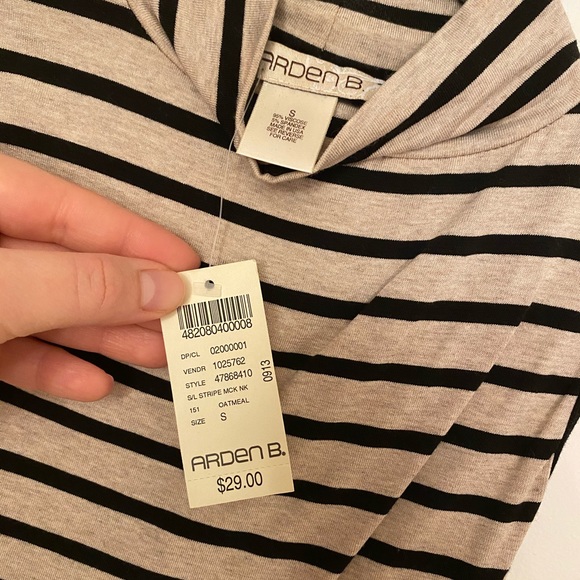 ARDEN B.
S
95% VISCOSE
5% SPANDEX
MADE IN USA
SEE REVERSE
FOR CARE
482080400008
DP/CL 02000001
VENDR 1025762
STYLE 47868410
S/L STRIPE MCK NK
151 OATMEAL
SIZE S
0913
ARDEN B.
$29.00